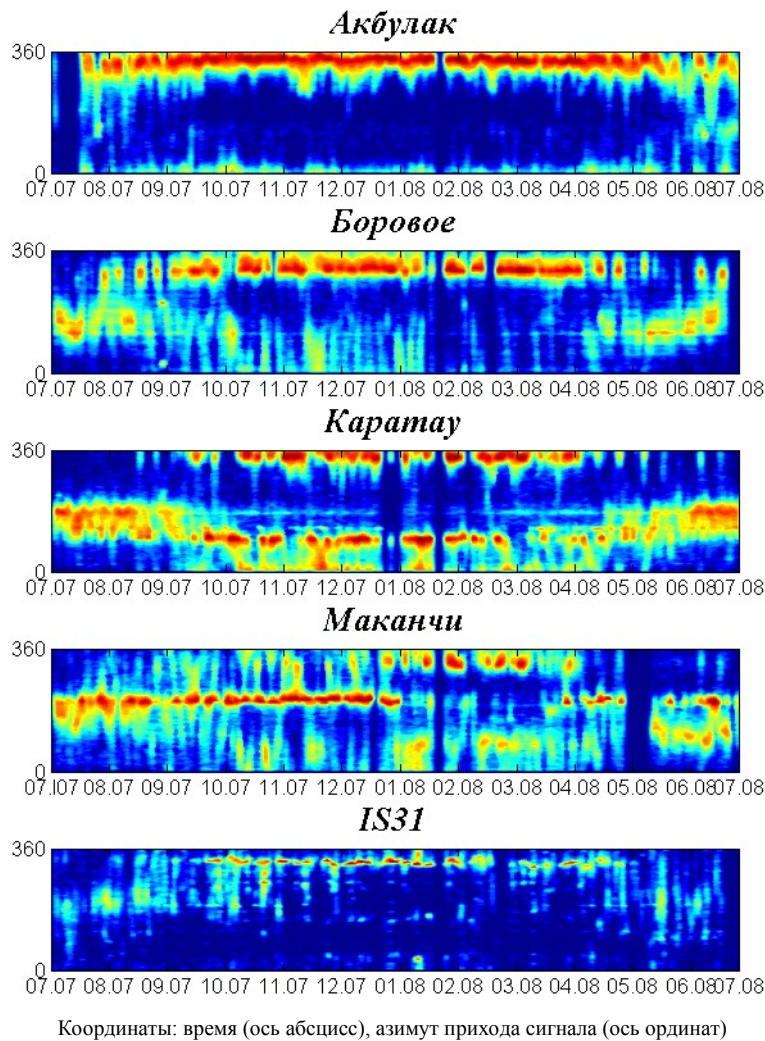 Акбулак
360
0
07.07 08.07 09.07 10.07 11.07 12.07 01.08 02.08 03.08 04.08 05.08 06.08 07.08
Боровое
360
0
07.07 08.07 09.07 10.07 11.07 12.07 01.08 02.08 03.08 04.08 05.08 06.08 07.08
Каратау
360
0
07.07 08.07 09.07 10.07 11.07 12.07 01.08 02.08 03.08 04.08 05.08 06.08 07.08
Маканчи
360
0
07.07 08.07 09.07 10.07 11.07 12.07 01.08 02.08 03.08 04.08 05.08 06.08 07.08
IS31
360
0
07.07 08.07 09.07 10.07 11.07 12.07 01.08 02.08 03.08 04.08 05.08 06.08 07.08
Координаты: время (ось абсцисс), азимут прихода сигнала (ось ординат)